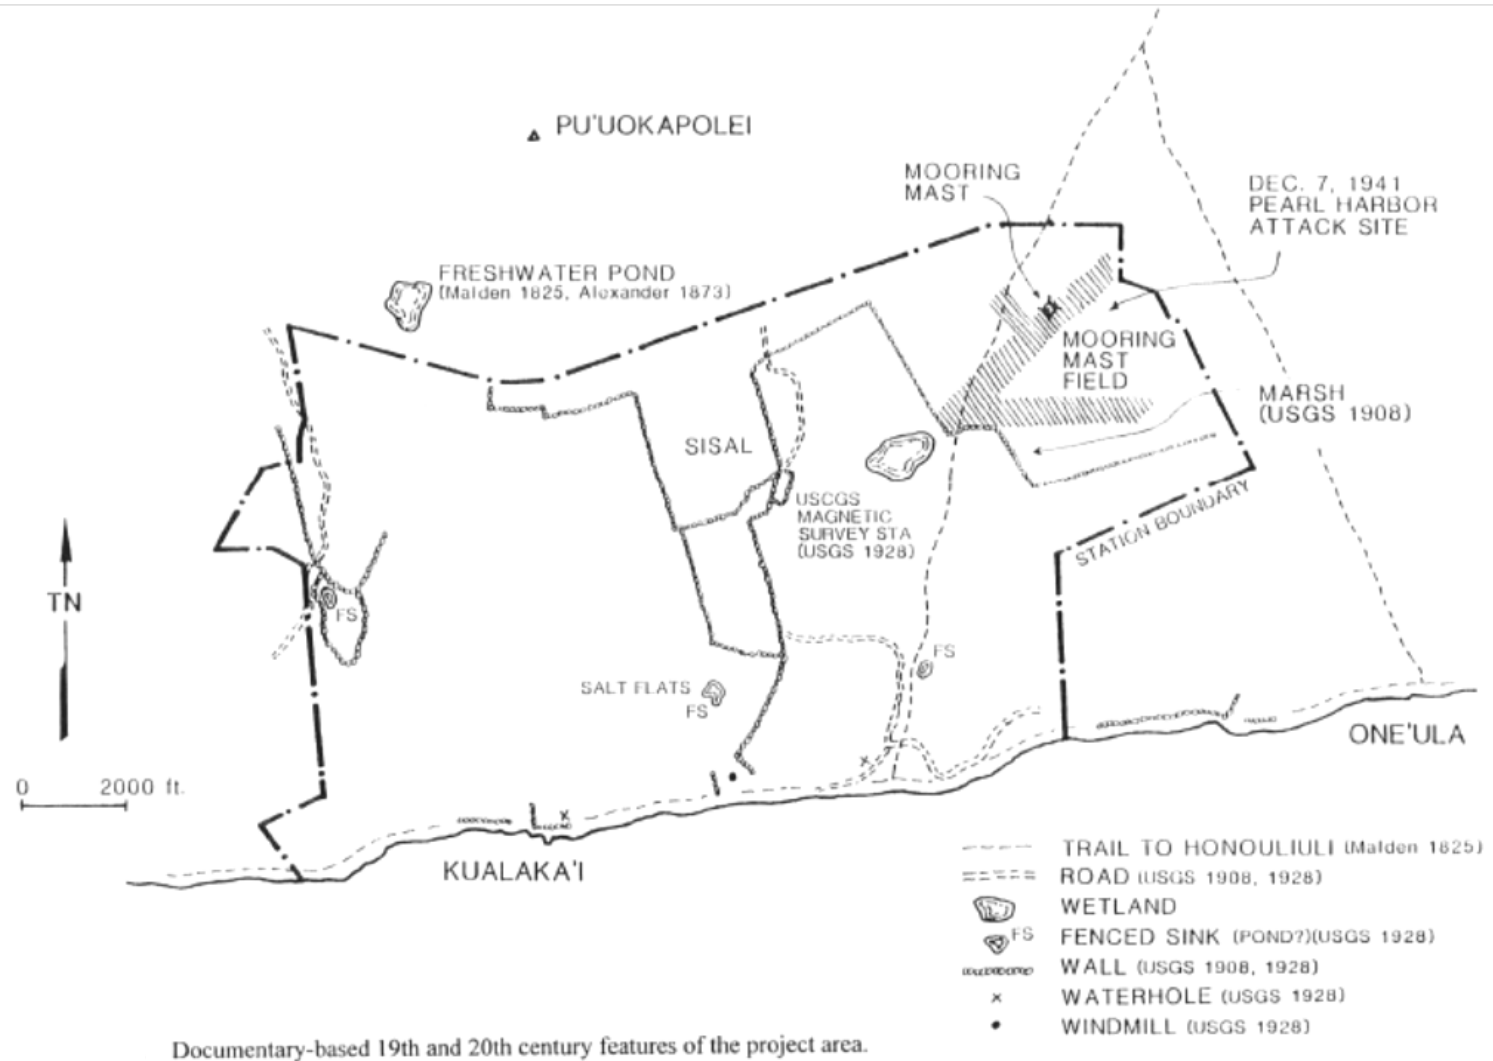 PU'UOKAPOLEI
MOORING
MAST
DEC. 7, 1941
PEARL HARBOR
ATTACK SITE
FRESHWATER POND
(Malden 1825, Alexander 1873)
MOORING
MAST
FIELD
MARSH
(USGS 1908)
SISAL
USCGS
MAGNETIC
SURVEY STA
(USGS 1928)
STATION BOUNDARY
TN
FS
FS
SALT FLATS
FS
ONE'ULA
0 2000 ft.
KUALAKA'I
TRAIL TO HONOULIULI (Malden 1825)
ROAD (USGS 1908, 1928)
WETLAND
FS FENCED SINK (POND?)(USGS 1928)
WALL (USGS 1908, 1928)
x WATERHOLE (USGS 1928)
WINDMILL (USGS 1928)
Documentary-based 19th and 20th century features of the project area.